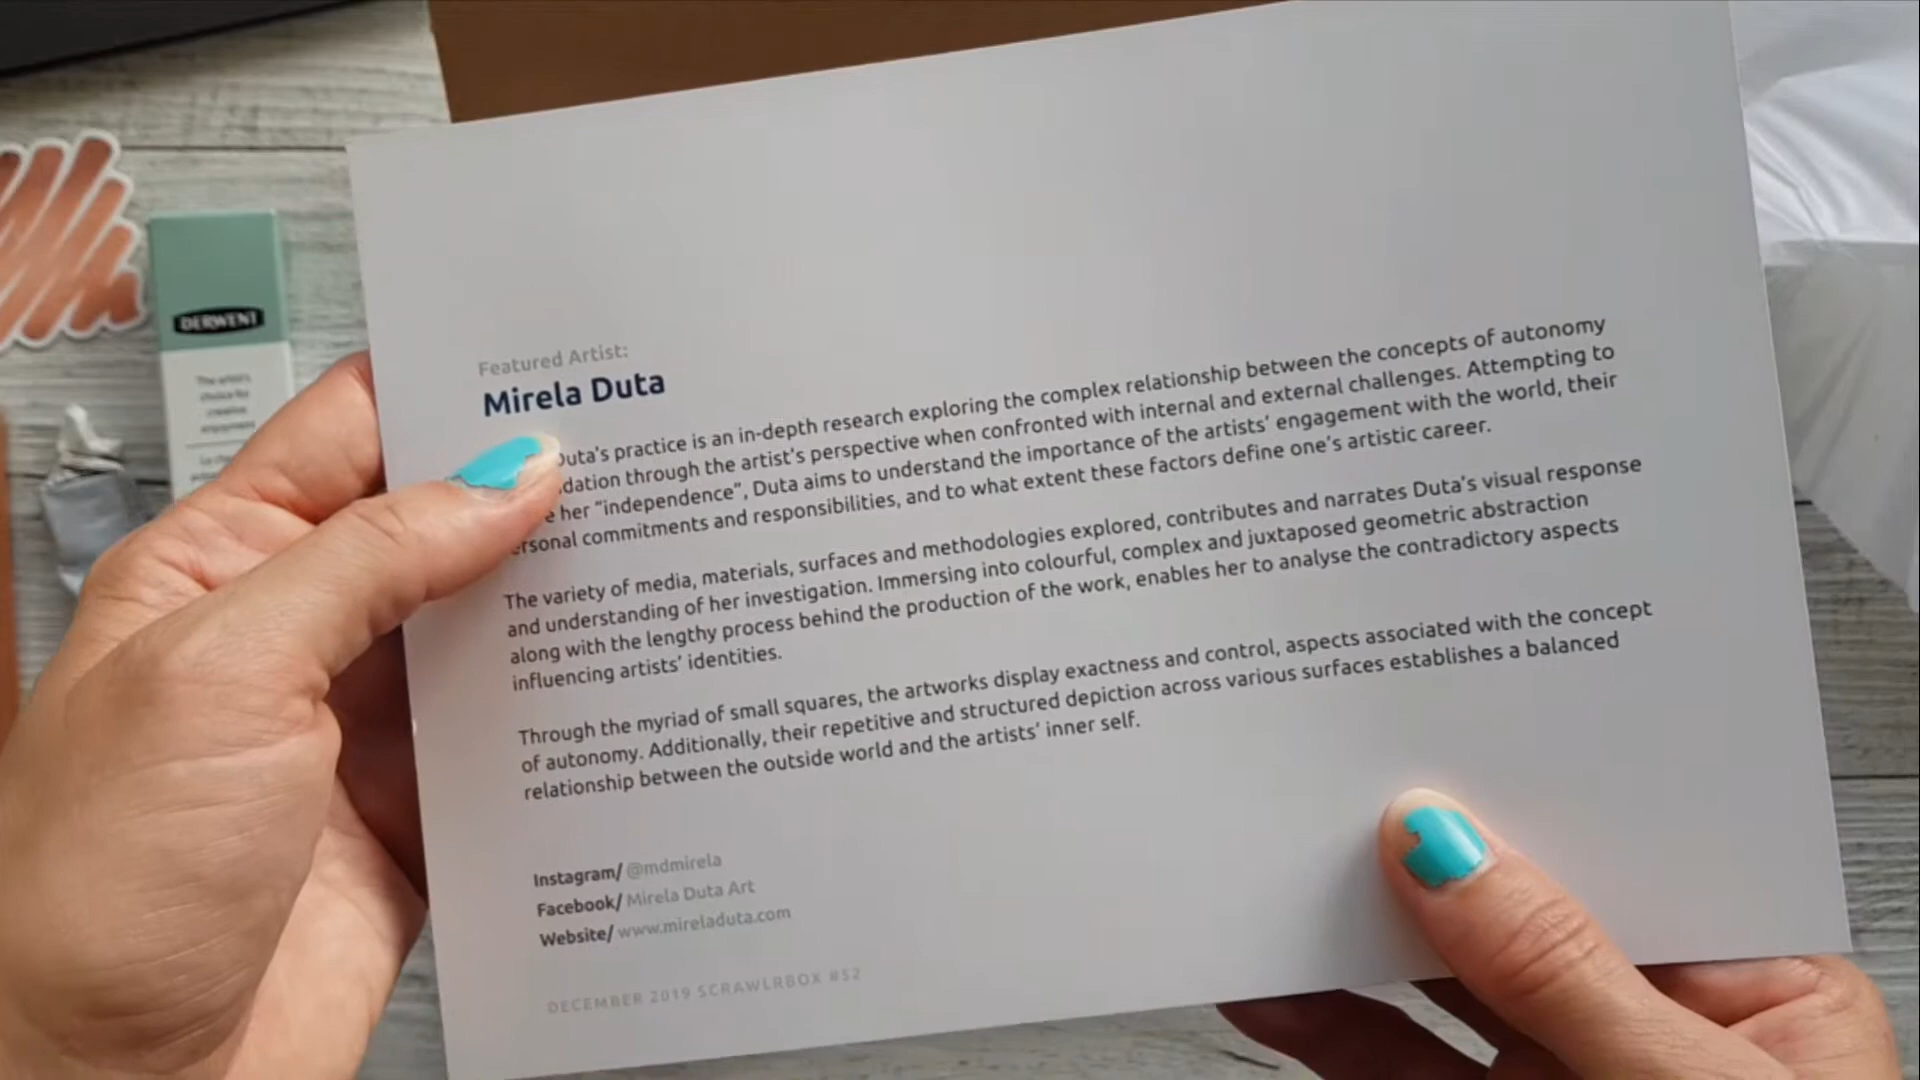 DERWENT
The artist's
choice for
creative
enjoyment
Featured Artist:
Mirela Duta
Duta's practice is an in-depth research exploring the complex relationship between the concepts of autonomy
dation through the artist's perspective when confronted with internal and external challenges. Attempting to
e her "independence", Duta aims to understand the importance of the artists' engagement with the world, their
ersonal commitments and responsibilities, and to what extent these factors define one's artistic career.
The variety of media, materials, surfaces and methodologies explored, contributes and narrates Duta's visual response
and understanding of her investigation. Immersing into colourful, complex and juxtaposed geometric abstraction
along with the lengthy process behind the production of the work, enables her to analyse the contradictory aspects
influencing artists' identities.
Through the myriad of small squares, the artworks display exactness and control, aspects associated with the concept
of autonomy. Additionally, their repetitive and structured depiction across various surfaces establishes a balanced
relationship between the outside world and the artists' inner self.
Instagram/ @mdmirela
Facebook/ Mirela Duta Art
Website/ www.mireladuta.com
DECEMBER 2019 SCRAWLRBOX #52